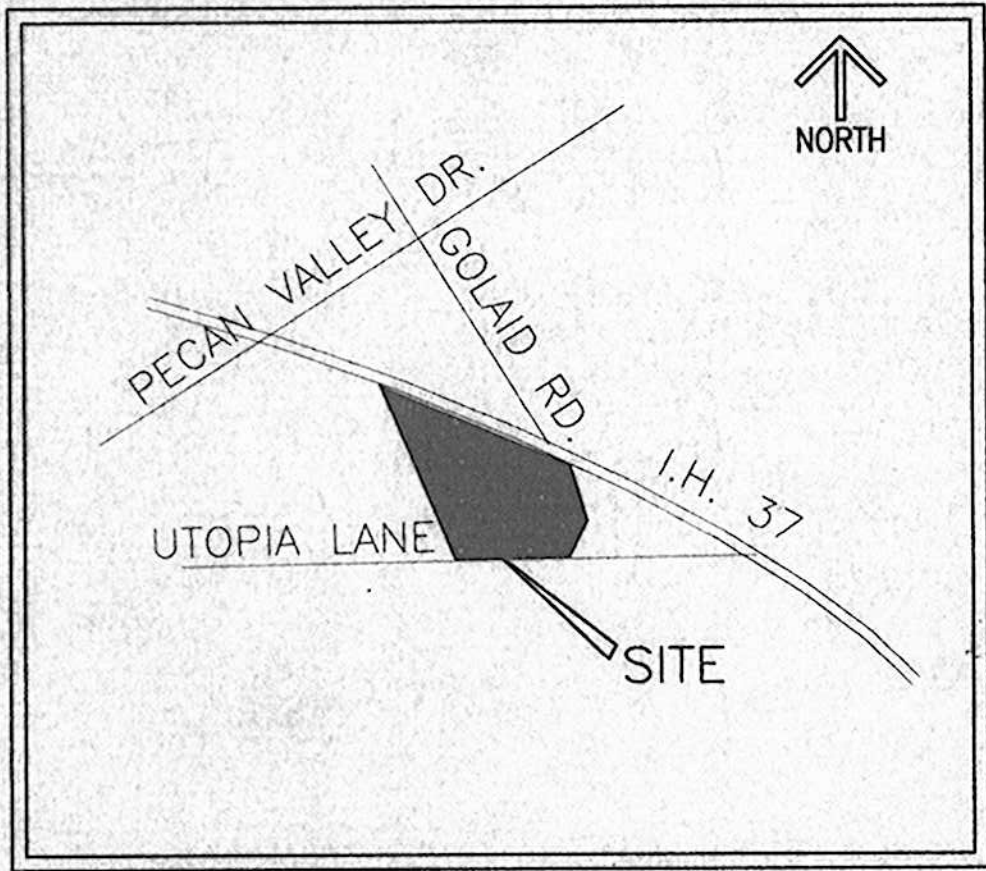 NORTH
PECAN VALLEY DR.
GOLAID RD.
I.H. 37
UTOPIA LANE
SITE